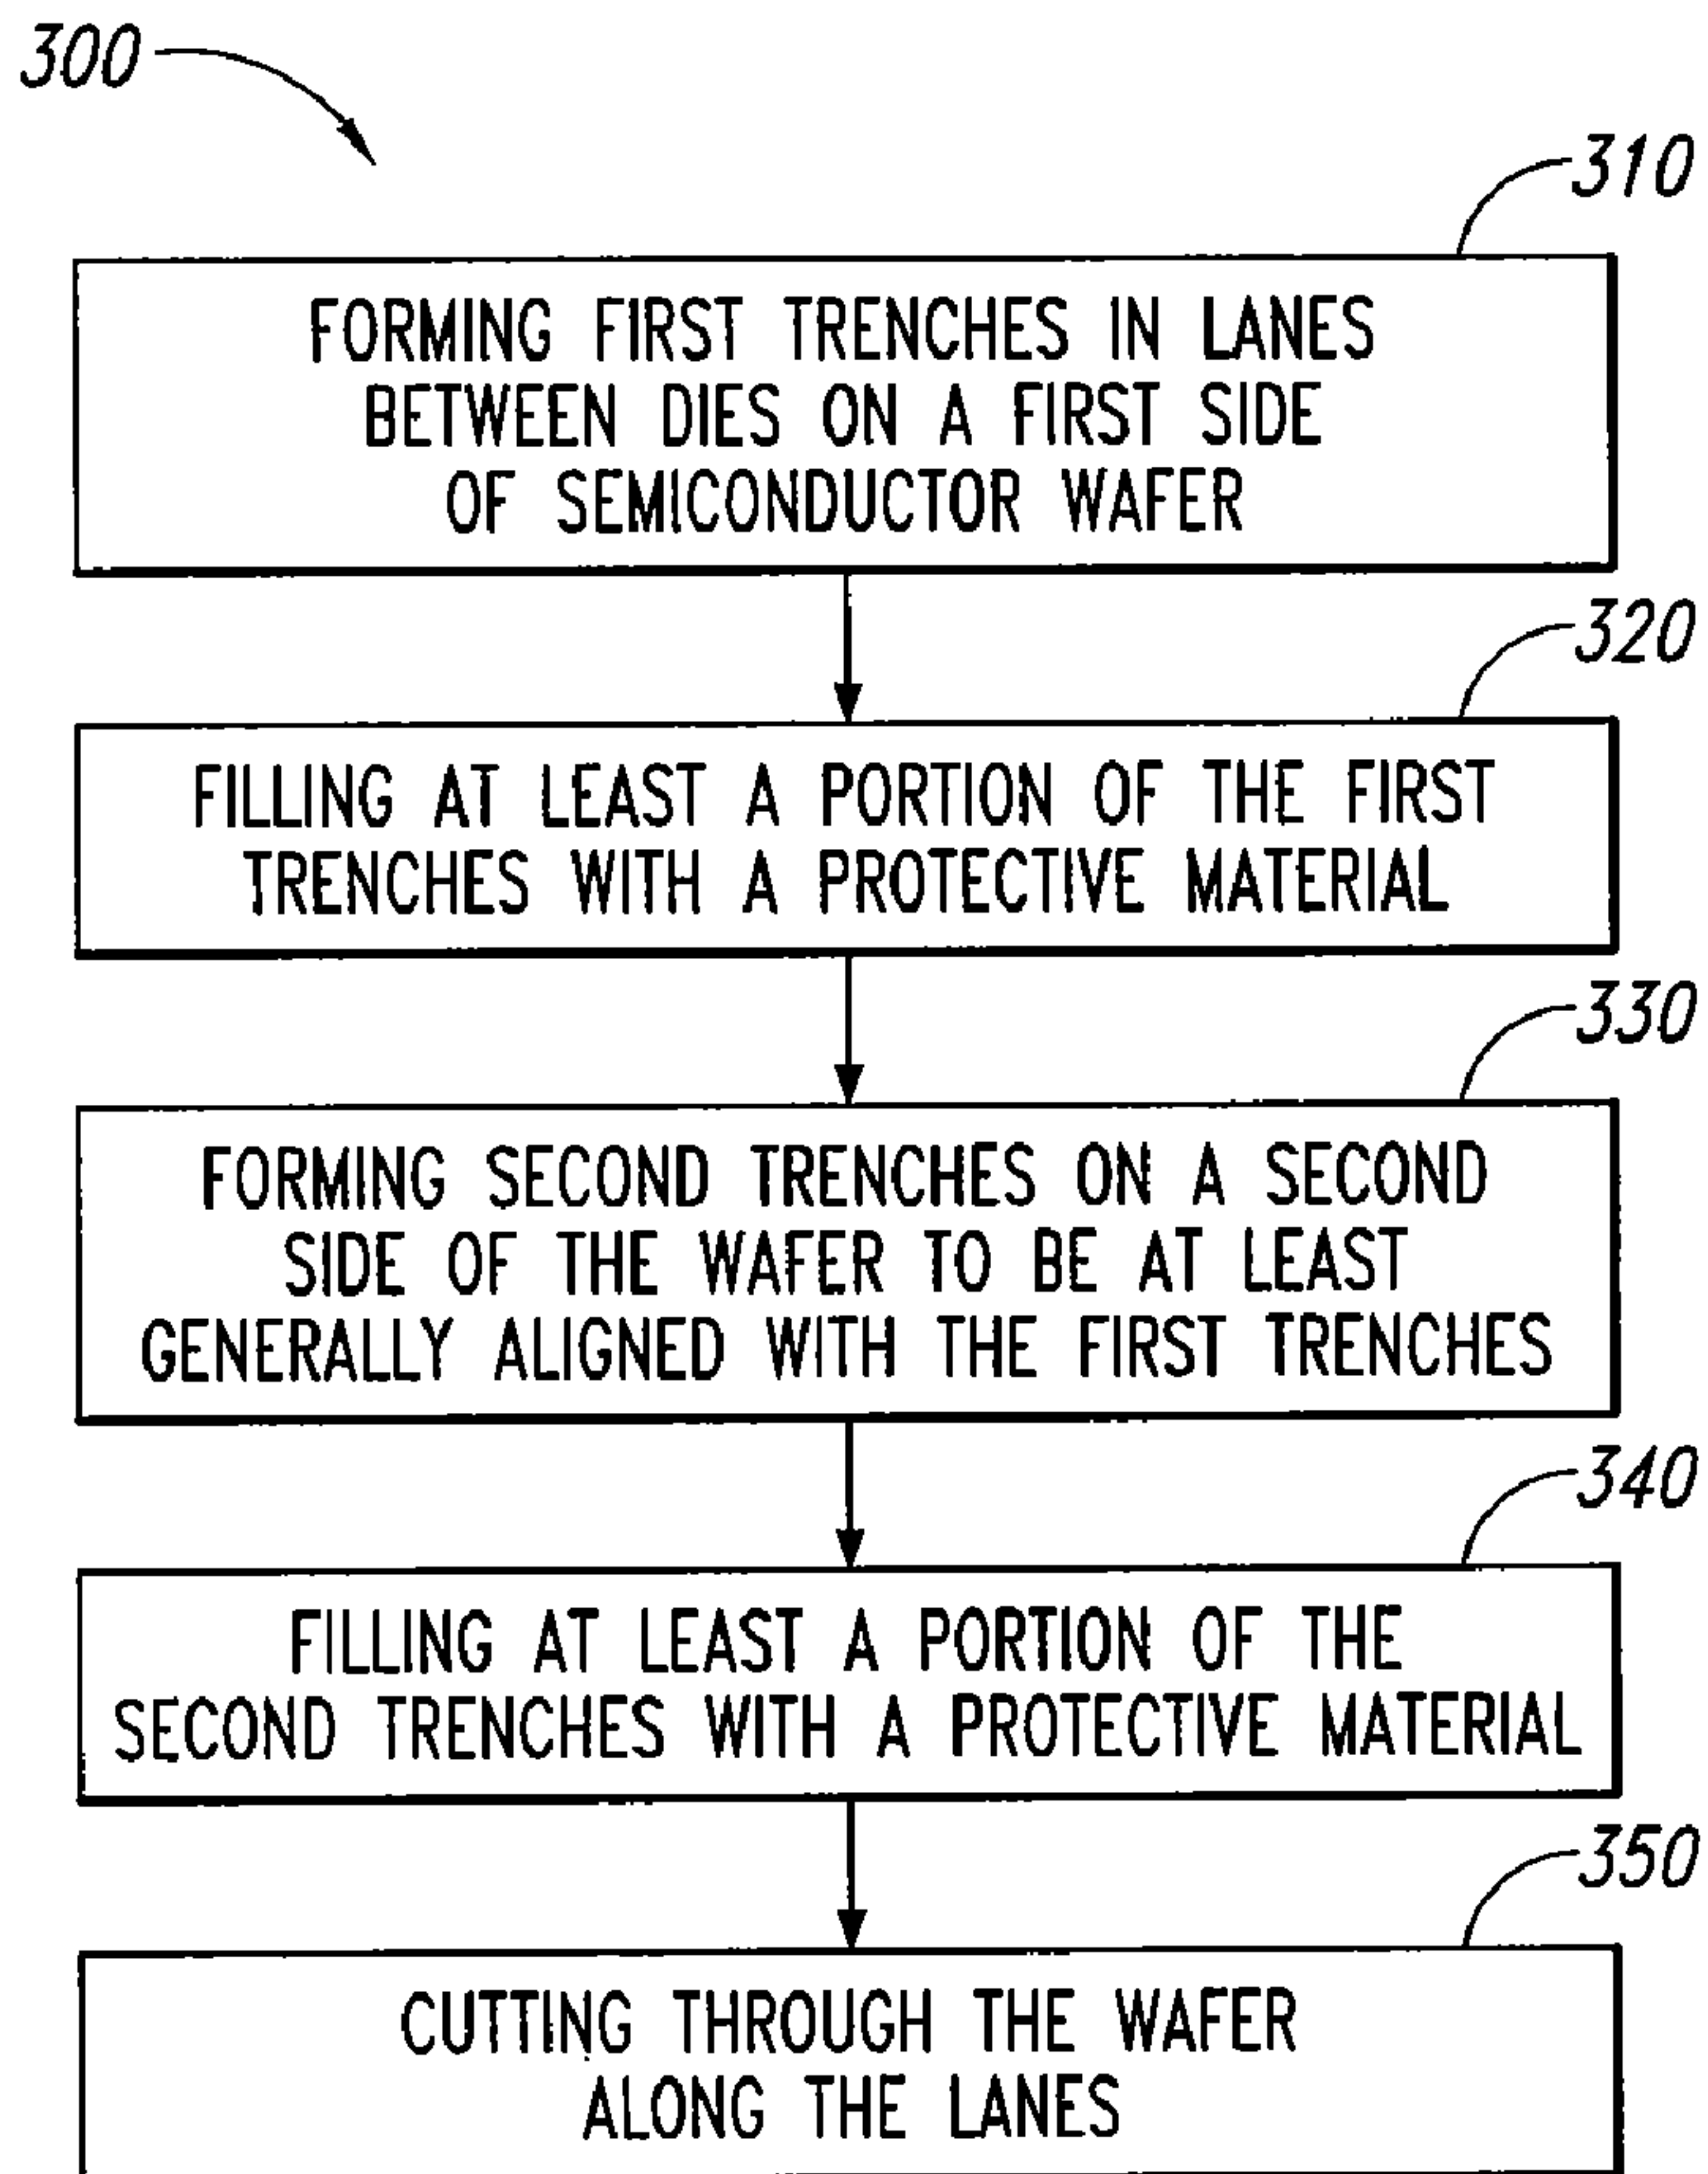 300
310
FORMING FIRST TRENCHES IN LANES
BETWEEN DIES ON A FIRST SIDE
OF SEMICONDUCTOR WAFER
320
FILLING AT LEAST A PORTION OF THE FIRST
TRENCHES WITH A PROTECTIVE MATERIAL
330
FORMING SECOND TRENCHES ON A SECOND
SIDE OF THE WAFER TO BE AT LEAST
GENERALLY ALIGNED WITH THE FIRST TRENCHES
340
FILLING AT LEAST A PORTION OF THE
SECOND TRENCHES WITH A PROTECTIVE MATERIAL
350
CUTTING THROUGH THE WAFER
ALONG THE LANES